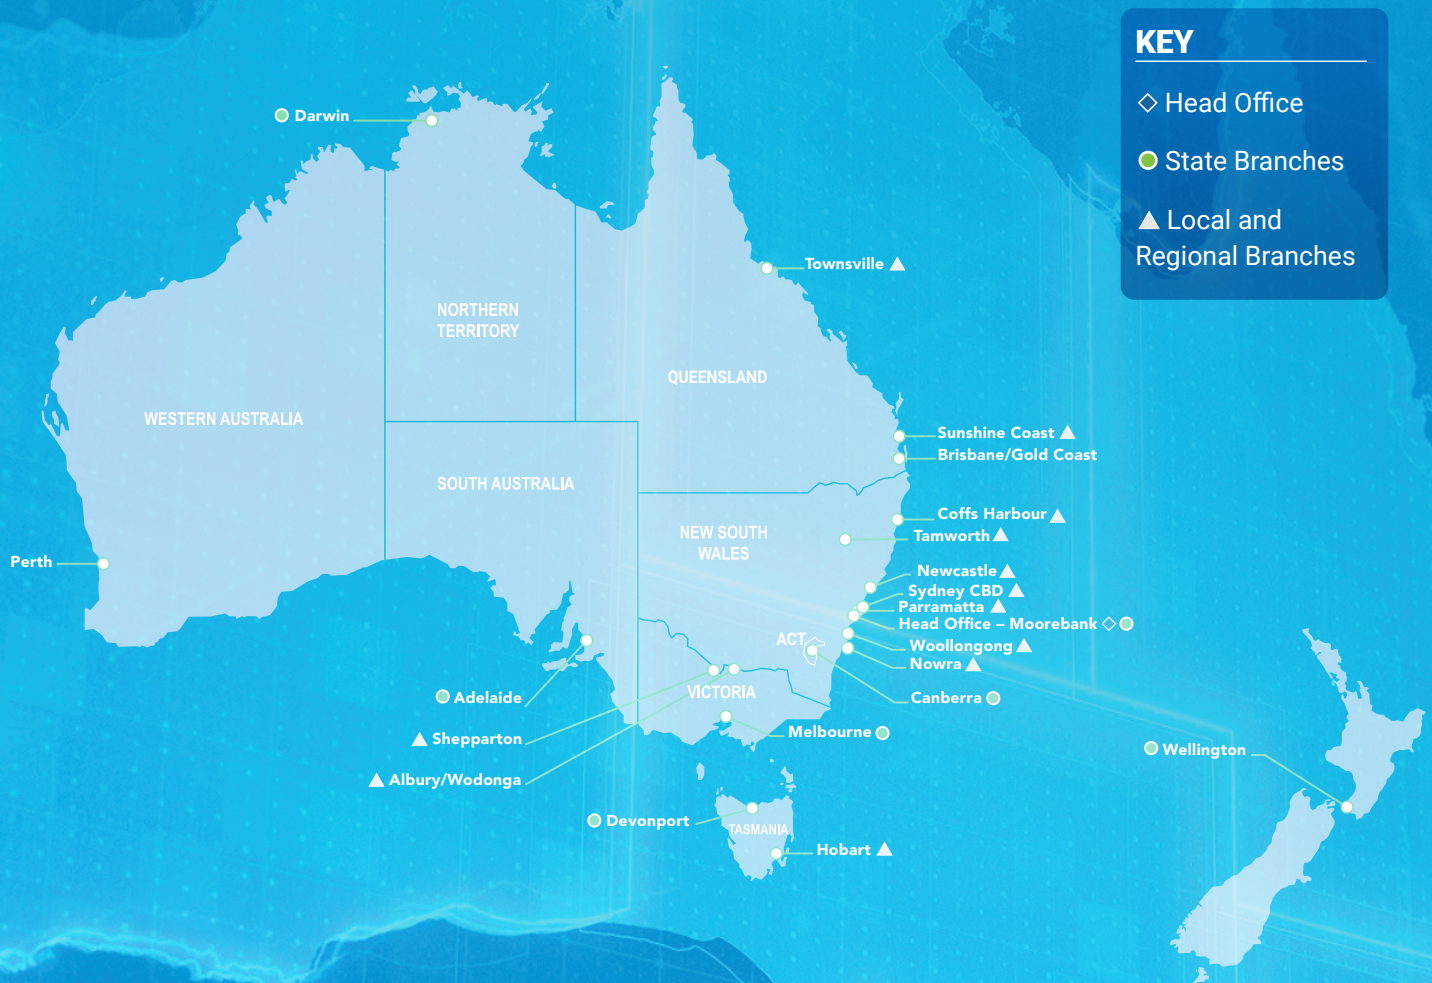 KEY
Head Office
State Branches
Local and
Regional Branches
Darwin
Townsville
NORTHERN
TERRITORY
QUEENSLAND
WESTERN AUSTRALIA
Sunshine Coast
Brisbane/Gold Coast
SOUTH AUSTRALIA
Coffs Harbour
NEW SOUTH
WALES
Tamworth
Perth
Newcastle
Sydney CBD
Parramatta
Head Office – Moorebank
ACT
Woollongong
Nowra
VICTORIA
Adelaide
Canberra
Shepparton
Melbourne
Wellington
Albury/Wodonga
Devonport
TASMANIA
Hobart